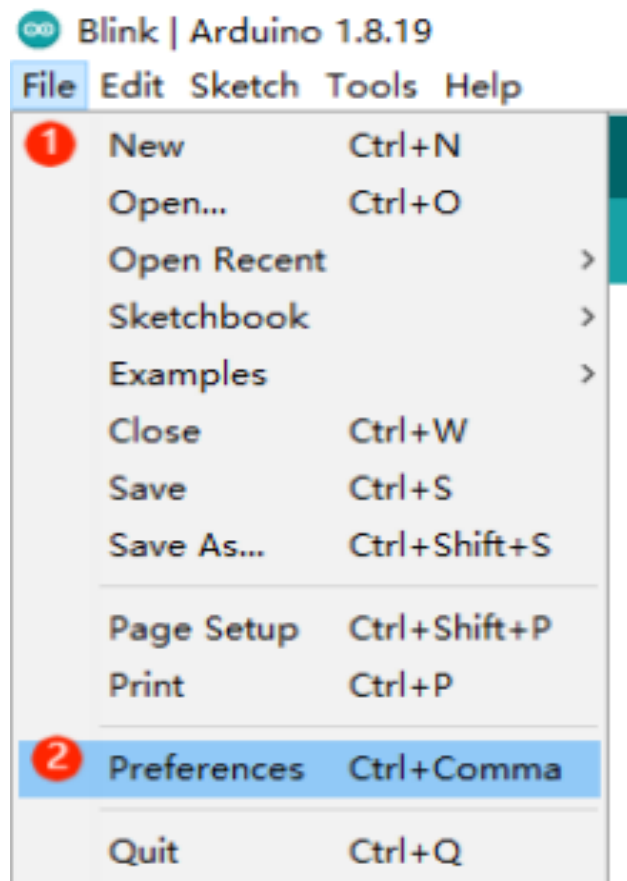 Blink | Arduino 1.8.19
File Edit Sketch Tools Help
1 New Ctrl+N
Open... Ctrl+O
Open Recent >
Sketchbook >
Examples >
Close Ctrl+W
Save Ctrl+S
Save As... Ctrl+Shift+S
Page Setup Ctrl+Shift+P
Print Ctrl+P
2 Preferences Ctrl+Comma
Quit Ctrl+Q